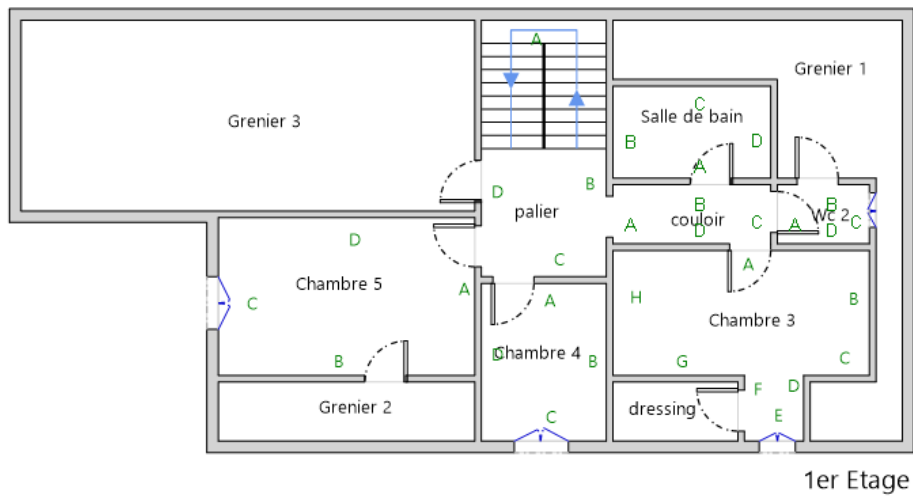 A
Grenier 1
Grenier 3
C
Salle de bain
B
D
A
D
B
palier
B
B
Wc 2
A
couloir
C
A
C
D
D
D
C
A
Chambre 5
A
A
H
B
C
Chambre 3
D
Chambre 4
B
B
G
C
F
D
Grenier 2
dressing
C
E
1er Etage